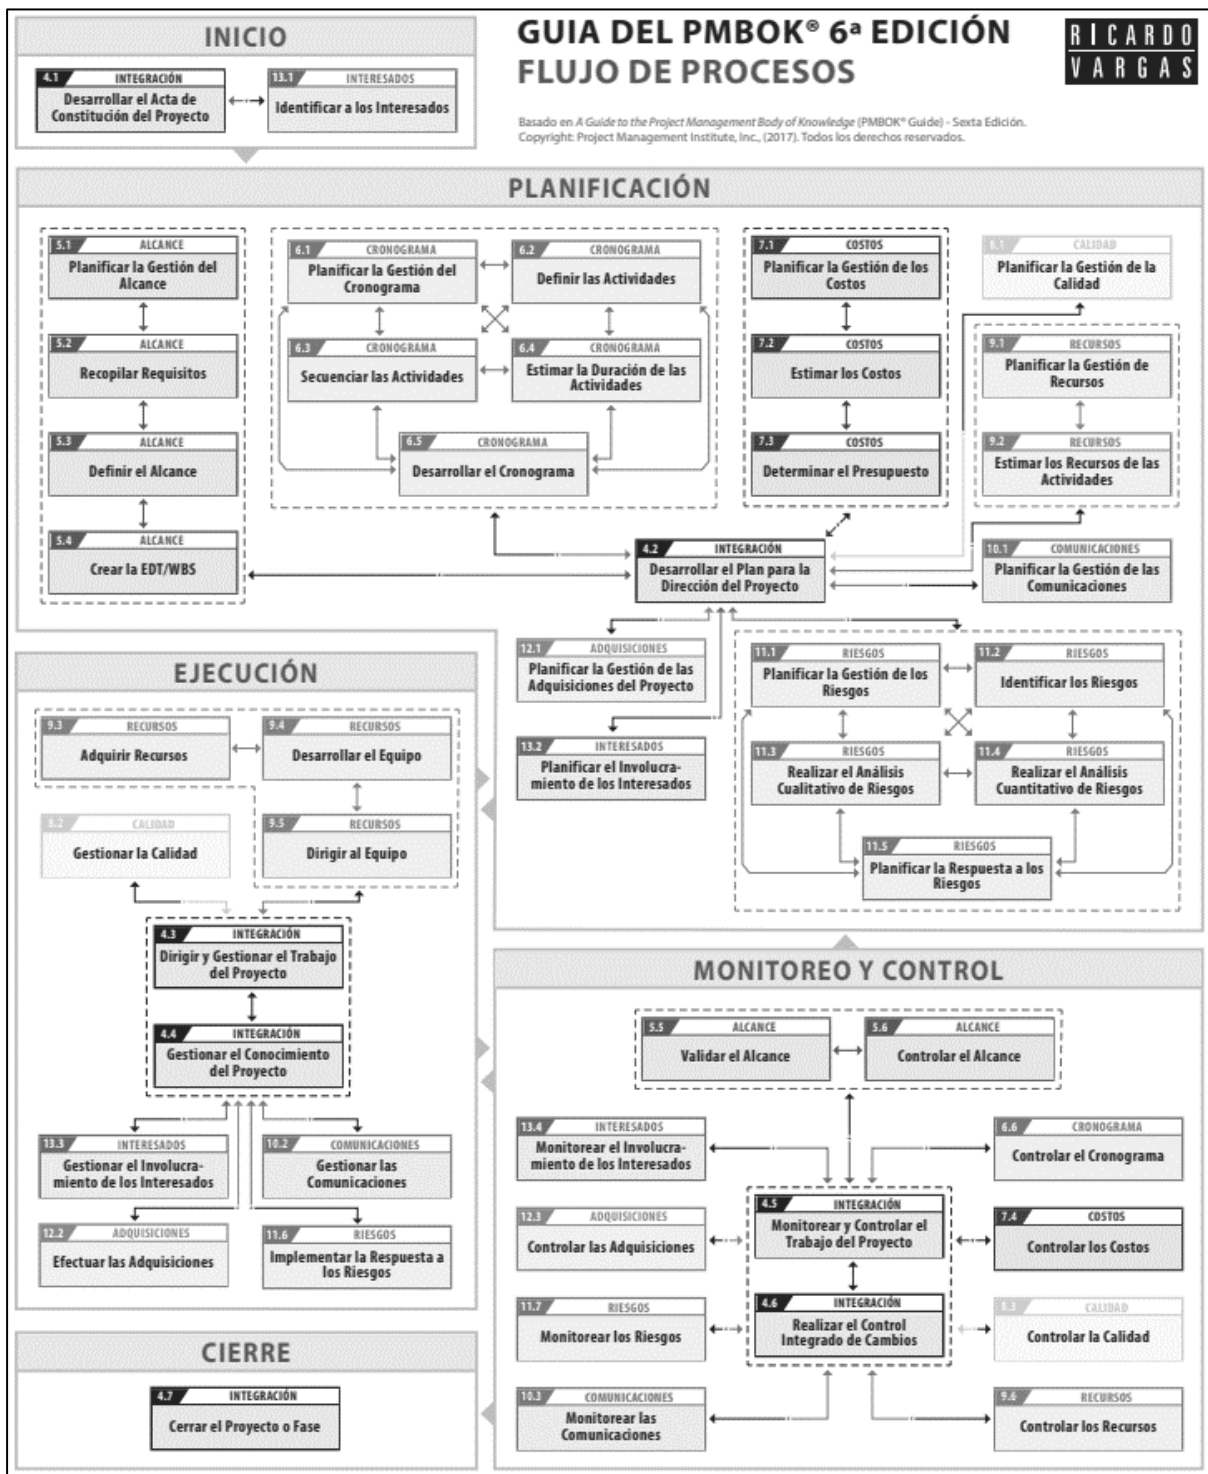 INICIO
4.1 INTEGRACIÓN
Desarrollar el Acta de
Constitución del Proyecto
13.1 INTERESADOS
Identificar a los Interesados
GUIA DEL PMBOK® 6ª EDICIÓN
FLUJO DE PROCESOS
RICARDO
VARGAS
Basado en A Guide to the Project Management Body of Knowledge (PMBOK® Guide) - Sexta Edición.
Copyright: Project Management Institute, Inc., (2017). Todos los derechos reservados.
PLANIFICACIÓN
5.1 ALCANCE
Planificar la Gestión del
Alcance
5.2 ALCANCE
Recopilar Requisitos
5.3 ALCANCE
Definir el Alcance
5.4 ALCANCE
Crear la EDT/WBS
6.1 CRONOGRAMA
Planificar la Gestión del
Cronograma
6.2 CRONOGRAMA
Definir las Actividades
6.3 CRONOGRAMA
Secuenciar las Actividades
6.4 CRONOGRAMA
Estimar la Duración de las
Actividades
6.5 CRONOGRAMA
Desarrollar el Cronograma
7.1 COSTOS
Planificar la Gestión de los
Costos
7.2 COSTOS
Estimar los Costos
7.3 COSTOS
Determinar el Presupuesto
8.1 CALIDAD
Planificar la Gestión de la
Calidad
9.1 RECURSOS
Planificar la Gestión de
Recursos
9.2 RECURSOS
Estimar los Recursos de las
Actividades
4.2 INTEGRACIÓN
Desarrollar el Plan para la
Dirección del Proyecto
10.1 COMUNICACIONES
Planificar la Gestión de las
Comunicaciones
12.1 ADQUISICIONES
Planificar la Gestión de las
Adquisiciones del Proyecto
13.2 INTERESADOS
Planificar el Involucra-
miento de los Interesados
11.1 RIESGOS
Planificar la Gestión de los
Riesgos
11.2 RIESGOS
Identificar los Riesgos
11.3 RIESGOS
Realizar el Análisis
Cualitativo de Riesgos
11.4 RIESGOS
Realizar el Análisis
Cuantitativo de Riesgos
11.5 RIESGOS
Planificar la Respuesta a los
Riesgos
EJECUCIÓN
9.3 RECURSOS
Adquirir Recursos
9.4 RECURSOS
Desarrollar el Equipo
8.2 CALIDAD
Gestionar la Calidad
9.5 RECURSOS
Dirigir al Equipo
4.3 INTEGRACIÓN
Dirigir y Gestionar el Trabajo
del Proyecto
4.4 INTEGRACIÓN
Gestionar el Conocimiento
del Proyecto
13.3 INTERESADOS
Gestionar el Involucra-
miento de los Interesados
10.2 COMUNICACIONES
Gestionar las
Comunicaciones
12.2 ADQUISICIONES
Efectuar las Adquisiciones
11.6 RIESGOS
Implementar la Respuesta a
los Riesgos
MONITOREO Y CONTROL
5.5 ALCANCE
Validar el Alcance
5.6 ALCANCE
Controlar el Alcance
13.4 INTERESADOS
Monitorear el Involucra-
miento de los Interesados
6.6 CRONOGRAMA
Controlar el Cronograma
12.3 ADQUISICIONES
Controlar las Adquisiciones
4.5 INTEGRACIÓN
Monitorear y Controlar el
Trabajo del Proyecto
7.4 COSTOS
Controlar los Costos
11.7 RIESGOS
Monitorear los Riesgos
4.6 INTEGRACIÓN
Realizar el Control
Integrado de Cambios
8.3 CALIDAD
Controlar la Calidad
10.3 COMUNICACIONES
Monitorear las
Comunicaciones
9.6 RECURSOS
Controlar los Recursos
CIERRE
4.7 INTEGRACIÓN
Cerrar el Proyecto o Fase